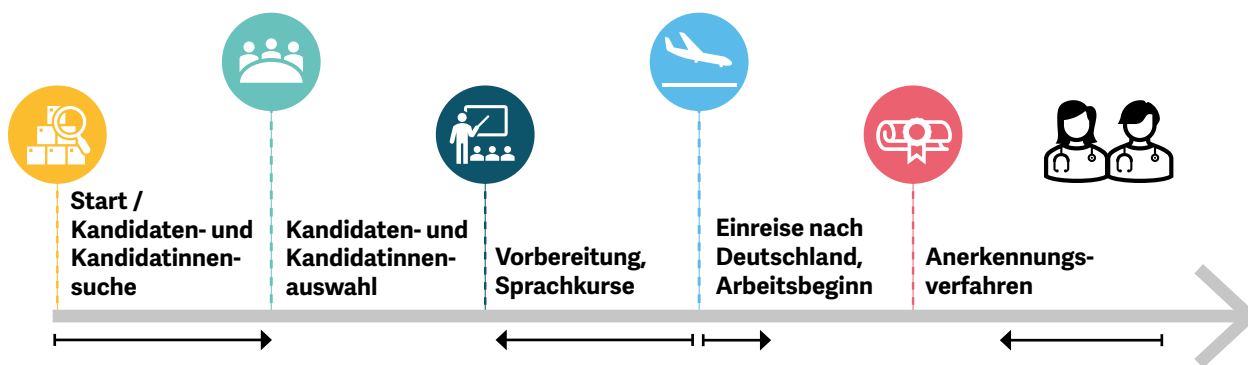 Start /
Kandidaten- und
Kandidatinnen-
suche
Kandidaten- und
Kandidatinnen-
auswahl
Vorbereitung,
Sprachkurse
Einreise nach
Deutschland,
Arbeitsbeginn
Anerkennungs-
verfahren